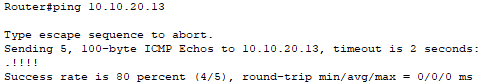 Router#ping 10.10.20.13
Type escape sequence to abort.
Sending 5, 100-byte ICMP Echos to 10.10.20.13, timeout is 2 seconds:
.!!!!
Success rate is 80 percent (4/5), round-trip min/avg/max = 0/0/0 ms